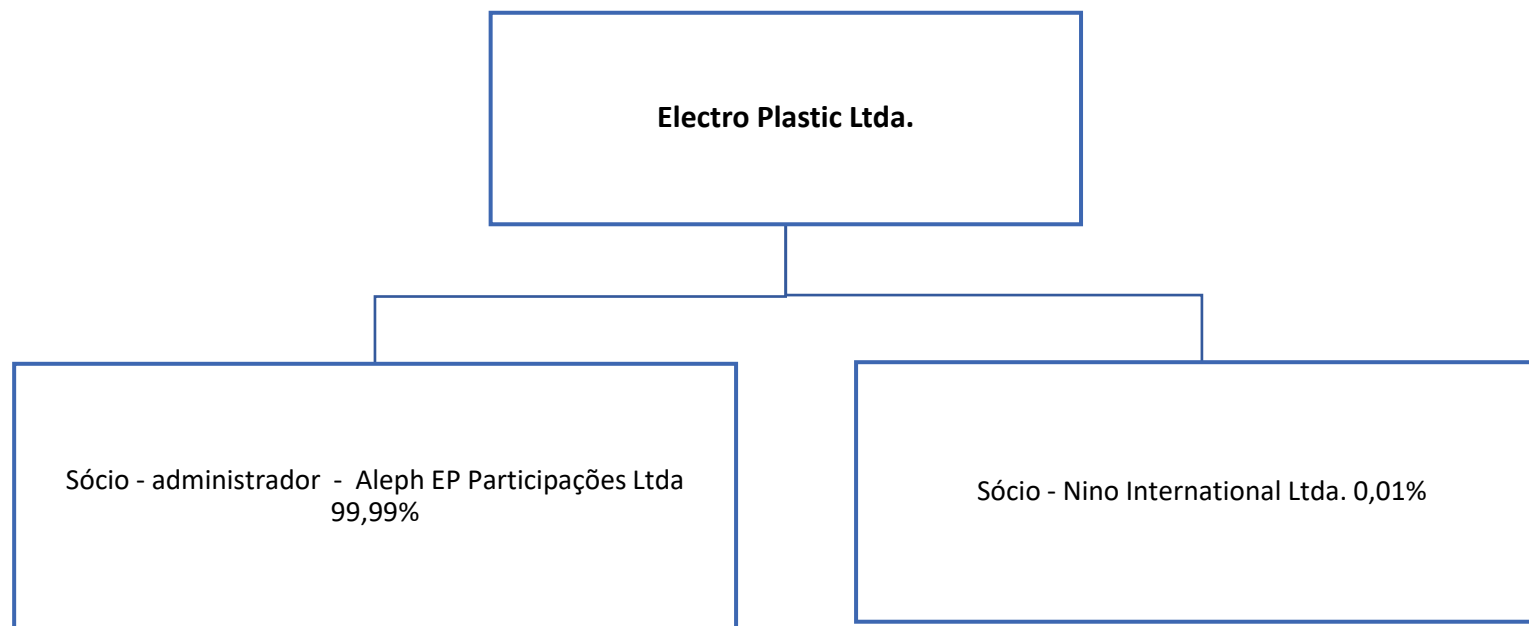 Electro Plastic Ltda.
Sócio - administrador - Aleph EP Participações Ltda
99,99%
Sócio - Nino International Ltda. 0,01%